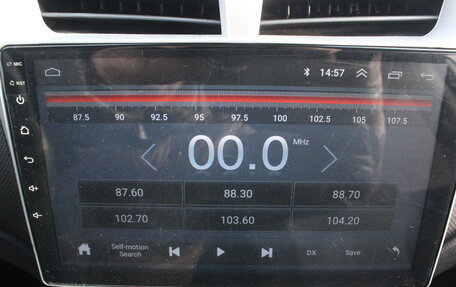 MIC
14:57
RST
87.5 90 92.5 95 97.5 100 102.5 105 107.5
00.0 MHz
87.60 88.30 88.70
102.70 103.60 104.20
Self-motion
Search
DX Save